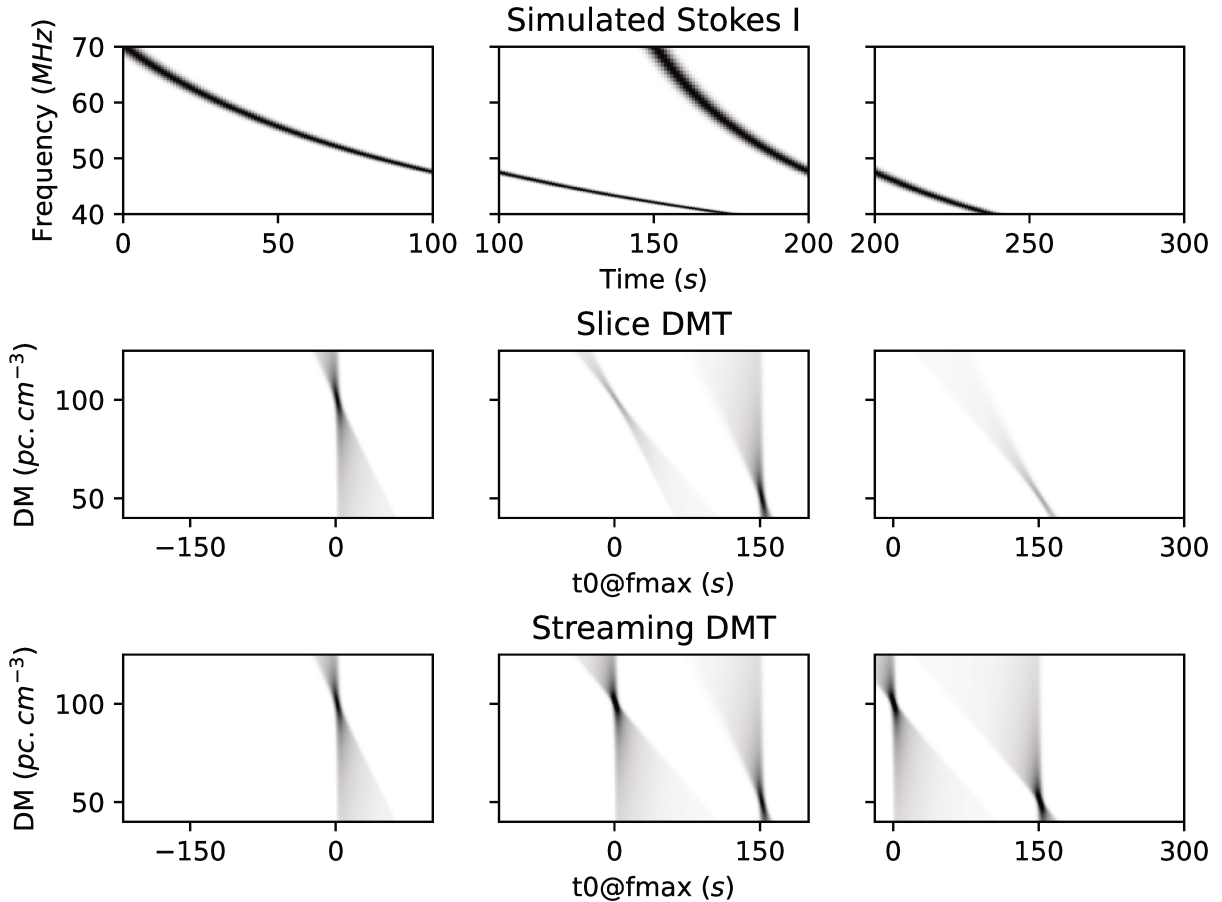 Simulated Stokes I
Frequency (MHz)
70
60
50
40
0 50 100 100 150 200 200 250 300
Time (s)
Slice DMT
DM (pc. cm⁻³)
100
50
−150 0 0 150 0 150 300
t0@fmax (s)
Streaming DMT
DM (pc. cm⁻³)
100
50
−150 0 0 150 0 150 300
t0@fmax (s)